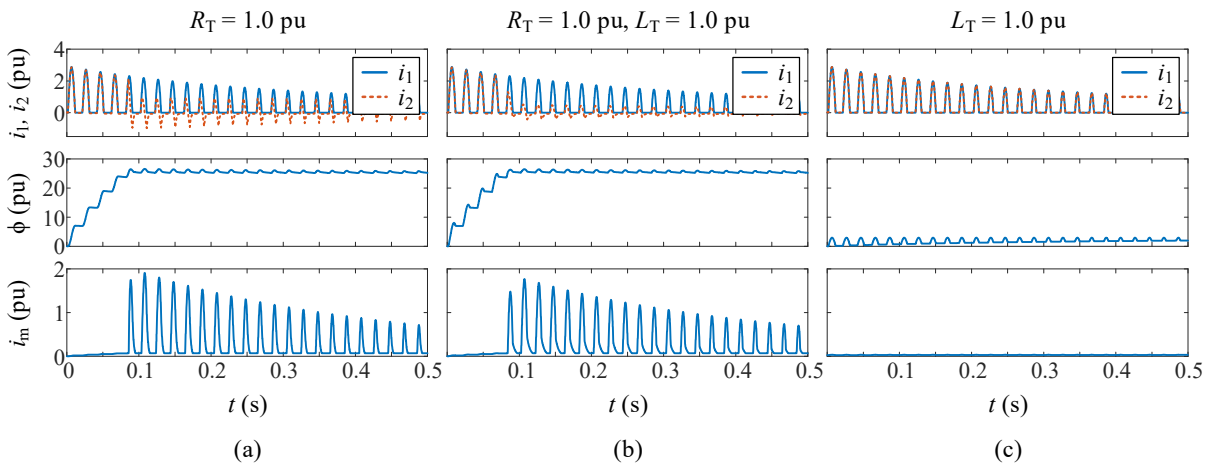 R_T = 1.0 pu
R_T = 1.0 pu, L_T = 1.0 pu
L_T = 1.0 pu
i_1, i_2 (pu)
4
2
0
i_1
i_2
i_1
i_2
i_1
i_2
ϕ (pu)
30
20
10
0
i_m (pu)
2
1
0
0 0.1 0.2 0.3 0.4 0.5
0.1 0.2 0.3 0.4 0.5
0.1 0.2 0.3 0.4 0.5
t (s)
t (s)
t (s)
(a)
(b)
(c)